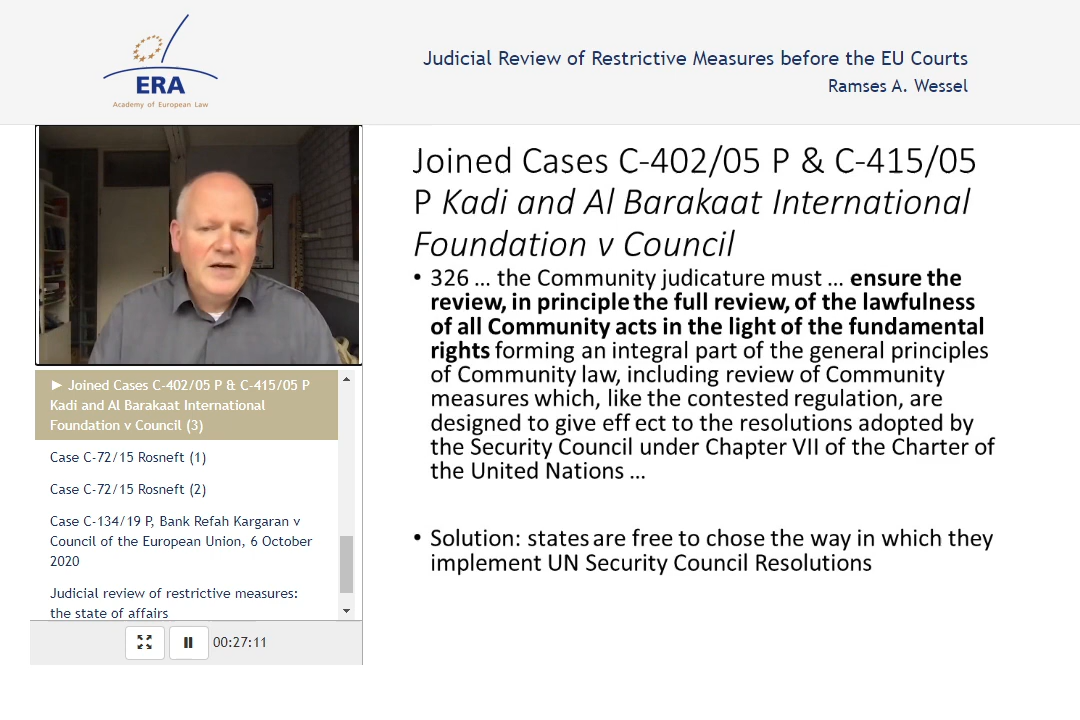 ERA
Academy of European Law
Judicial Review of Restrictive Measures before the EU Courts
Ramses A. Wessel
► Joined Cases C-402/05 P & C-415/05 P
Kadi and Al Barakaat International
Foundation v Council (3)
Case C-72/15 Rosneft (1)
Case C-72/15 Rosneft (2)
Case C-134/19 P, Bank Refah Kargaran v
Council of the European Union, 6 October
2020
Judicial review of restrictive measures:
the state of affairs
00:27:11
Joined Cases C-402/05 P & C-415/05
P Kadi and Al Barakaat International
Foundation v Council
• 326 ... the Community judicature must ... ensure the
review, in principle the full review, of the lawfulness
of all Community acts in the light of the fundamental
rights forming an integral part of the general principles
of Community law, including review of Community
measures which, like the contested regulation, are
designed to give eff ect to the resolutions adopted by
the Security Council under Chapter VII of the Charter of
the United Nations ...
• Solution: states are free to chose the way in which they
implement UN Security Council Resolutions